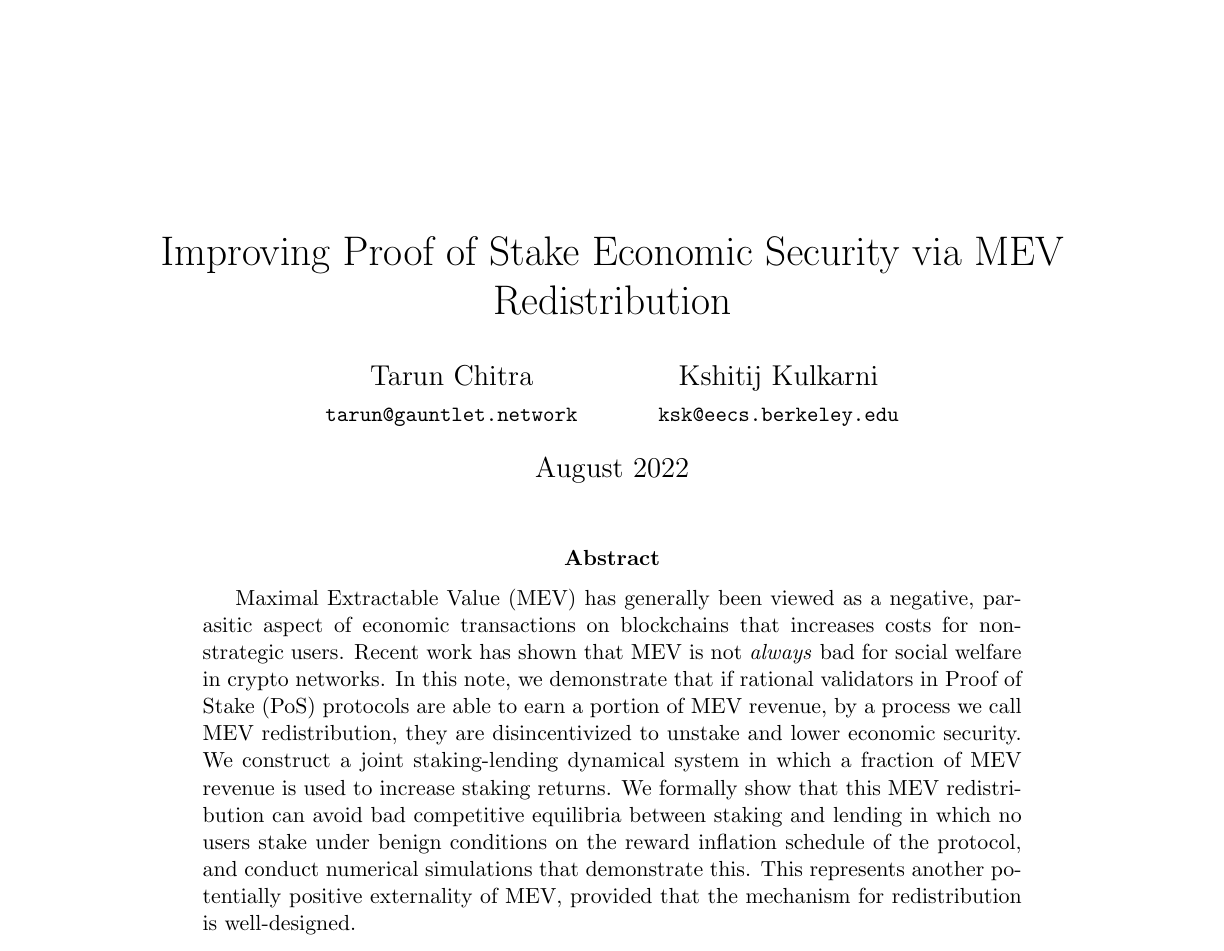 Improving Proof of Stake Economic Security via MEV
Redistribution
Tarun Chitra Kshitij Kulkarni
tarun@gauntlet.network ksk@eecs.berkeley.edu
August 2022
Abstract
Maximal Extractable Value (MEV) has generally been viewed as a negative, par-
asitic aspect of economic transactions on blockchains that increases costs for non-
strategic users. Recent work has shown that MEV is not always bad for social welfare
in crypto networks. In this note, we demonstrate that if rational validators in Proof of
Stake (PoS) protocols are able to earn a portion of MEV revenue, by a process we call
MEV redistribution, they are disincentivized to unstake and lower economic security.
We construct a joint staking-lending dynamical system in which a fraction of MEV
revenue is used to increase staking returns. We formally show that this MEV redistri-
bution can avoid bad competitive equilibria between staking and lending in which no
users stake under benign conditions on the reward inflation schedule of the protocol,
and conduct numerical simulations that demonstrate this. This represents another po-
tentially positive externality of MEV, provided that the mechanism for redistribution
is well-designed.